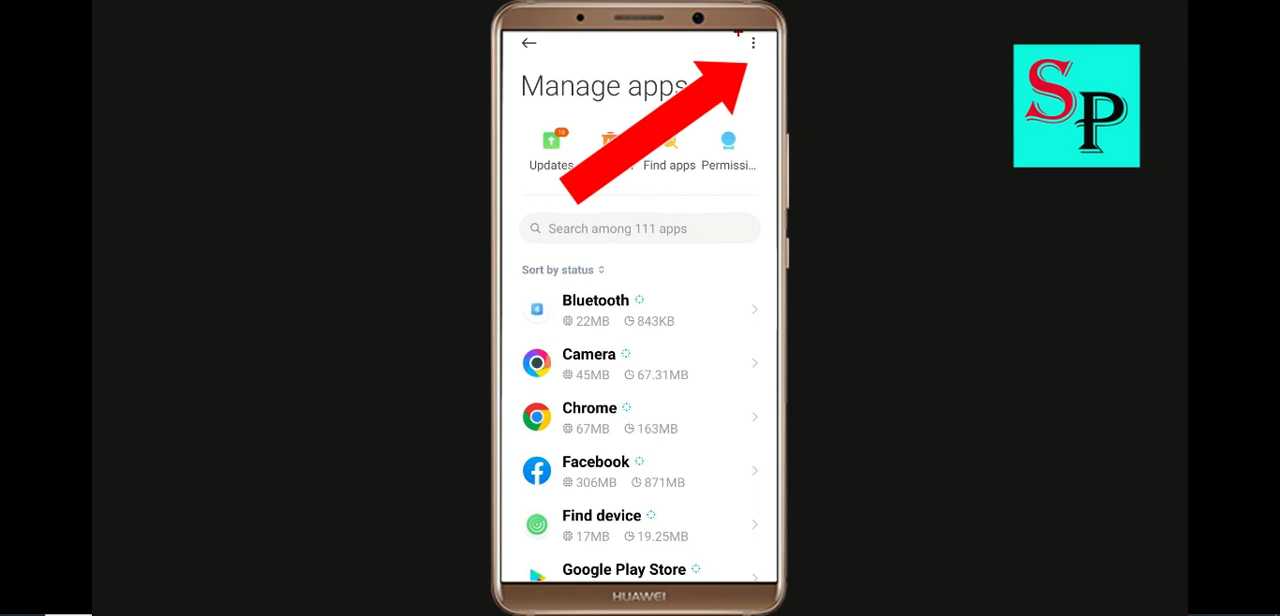 Manage apps
18
Updates
Find apps
Permissi...
Search among 111 apps
Sort by status
Bluetooth
22MB 843KB
Camera
45MB 67.31MB
Chrome
67MB 163MB
Facebook
306MB 871MB
Find device
17MB 19.25MB
Google Play Store
HUAWEI
SP